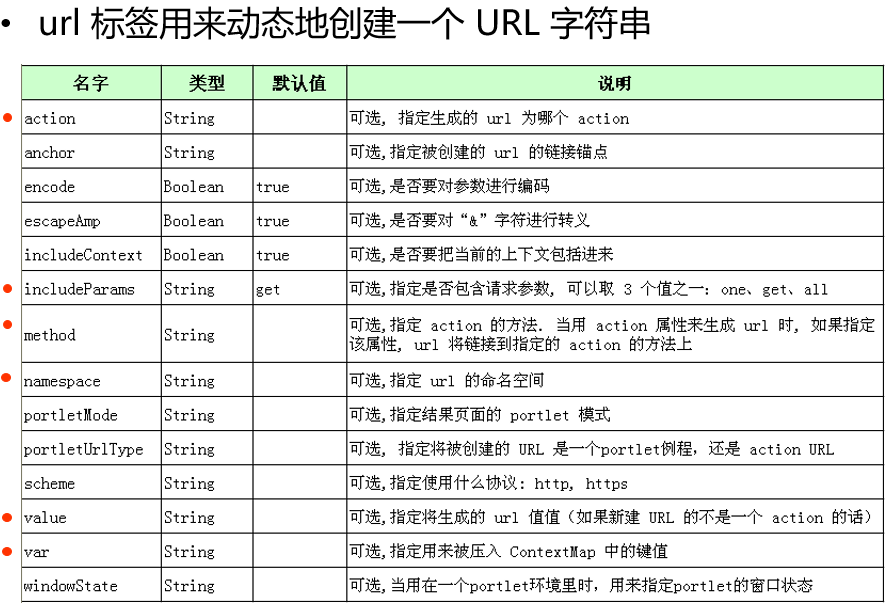 • url 标签用来动态地创建一个 URL 字符串
名字 类型 默认值 说明
action String 可选, 指定生成的 url 为哪个 action
anchor String 可选,指定被创建的 url 的链接锚点
encode Boolean true 可选,是否要对参数进行编码
escapeAmp Boolean true 可选,是否要对“&”字符进行转义
includeContext Boolean true 可选,是否要把当前的上下文包括进来
includeParams String get 可选,指定是否包含请求参数, 可以取 3 个值之一: one、get、all
method String 可选,指定 action 的方法. 当用 action 属性来生成 url 时, 如果指定
该属性, url 将链接到指定的 action 的方法上
namespace String 可选,指定 url 的命名空间
portletMode String 可选,指定结果页面的 portlet 模式
portletUrlType String 可选, 指定将被创建的 URL 是一个portlet例程, 还是 action URL
scheme String 可选,指定使用什么协议: http, https
value String 可选,指定将生成的 url 值值（如果新建 URL 的不是一个 action 的话）
var String 可选,指定用来被压入 ContextMap 中的键值
windowState String 可选,当用在一个portlet环境里时, 用来指定portlet的窗口状态